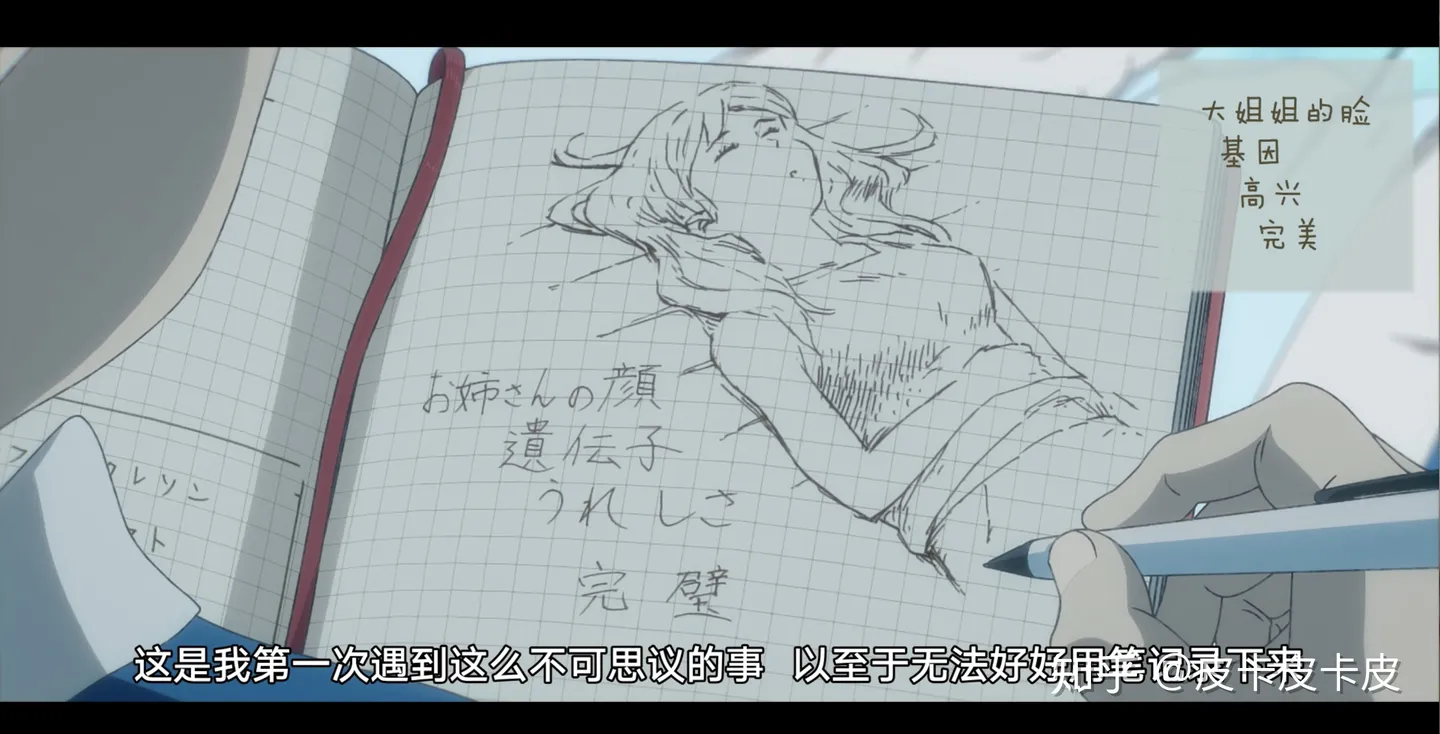 大姐姐的脸
基因
高兴
完美
お姉さんの顔
遺伝子
うれしさ
完璧
クレソン
スト
这是我第一次遇到这么不可思议的事 以至于无法好好用笔记录下来
知乎 @皮卡皮卡皮